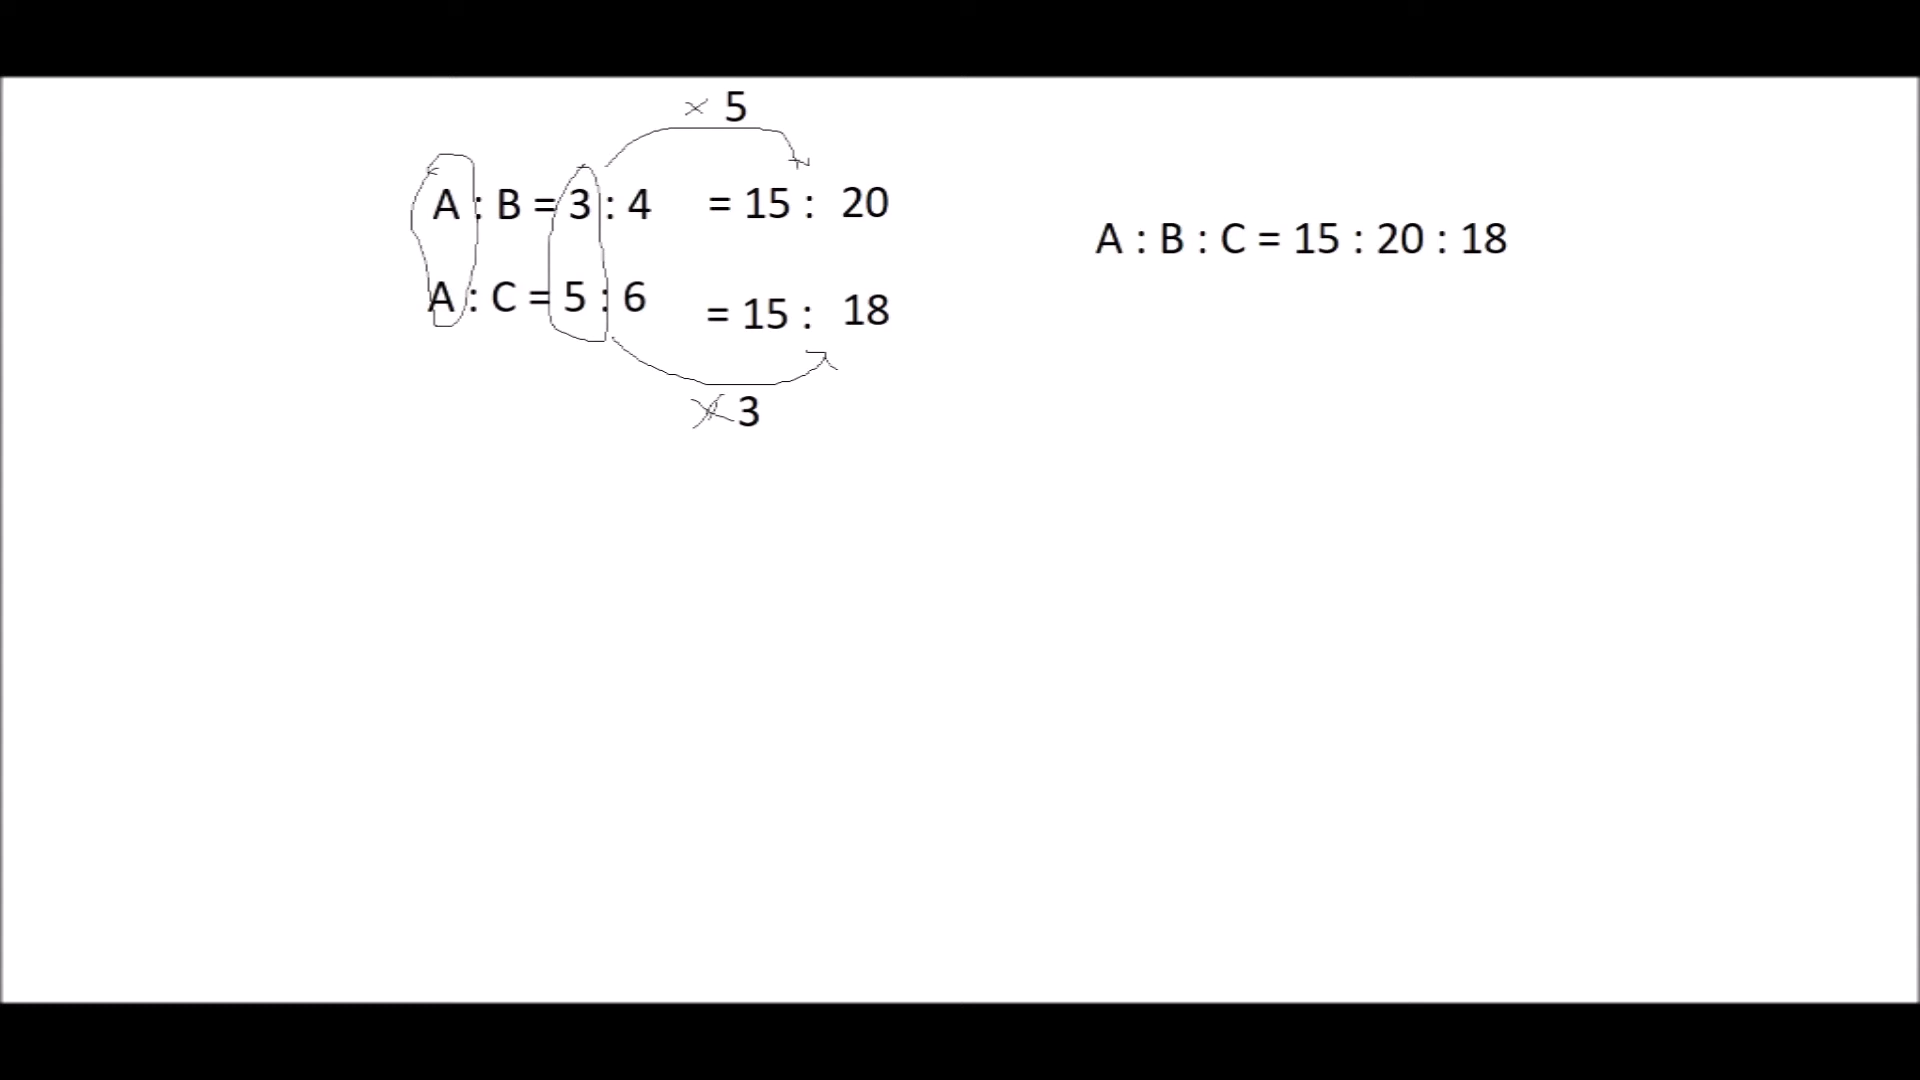 × 5
A : B = 3 : 4 = 15 : 20
A : B : C = 15 : 20 : 18
A : C = 5 : 6 = 15 : 18
× 3